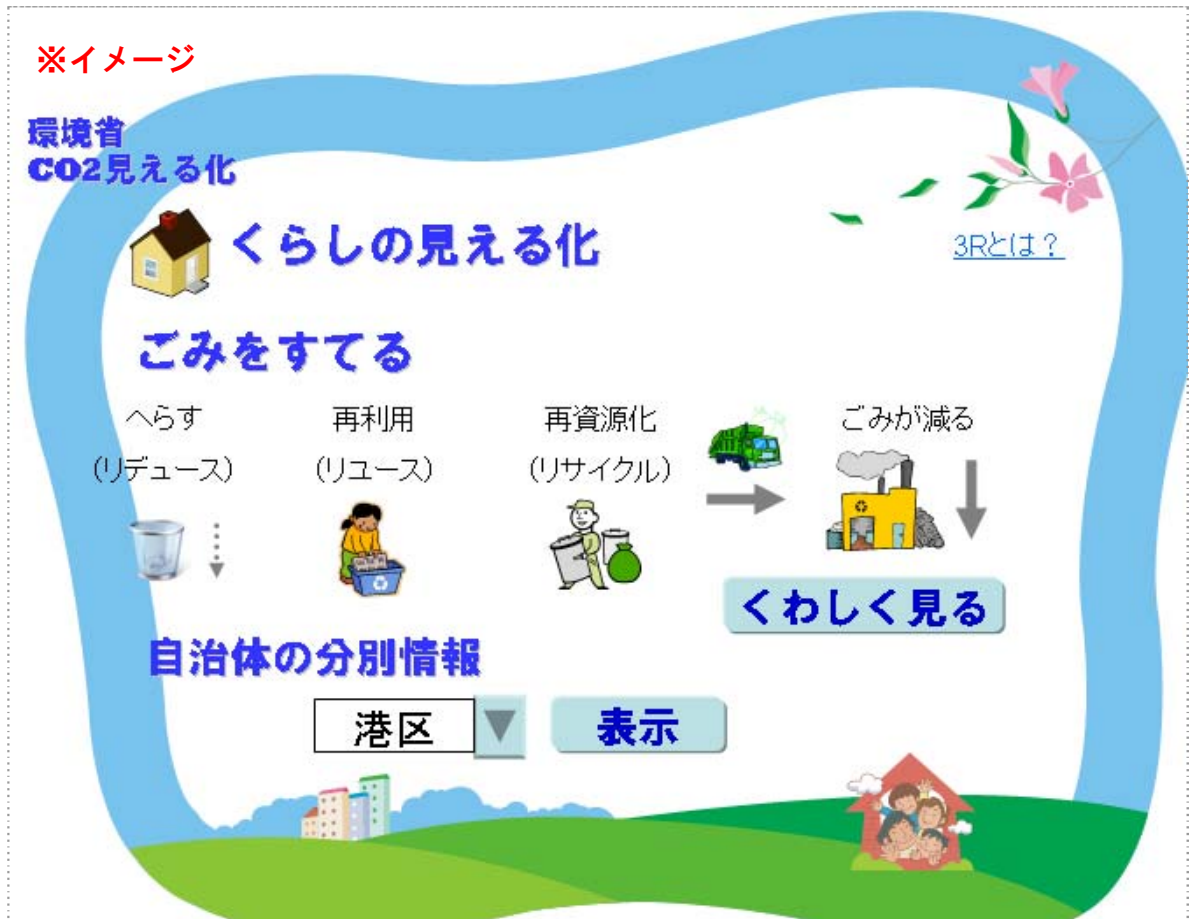 ※イメージ
環境省
CO2見える化
くらしの見える化
3Rとは?
ごみをすてる
へらす 再利用 再資源化 ごみが減る
(リデュース) (リユース) (リサイクル)
くわしく見る
自治体の分別情報
港区 ▼ 表示